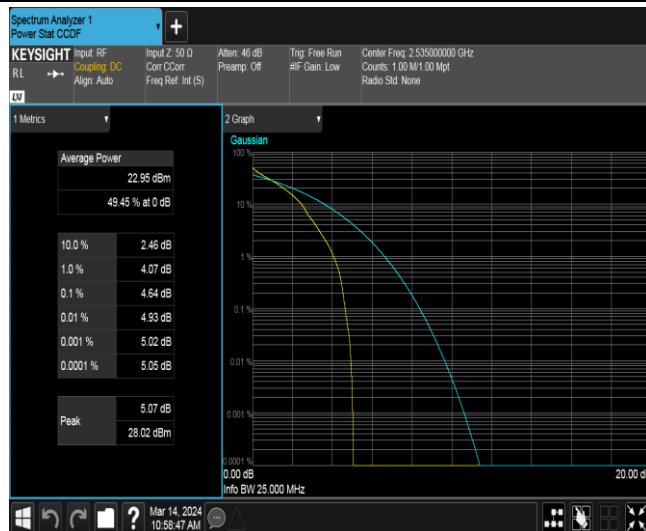 Spectrum Analyzer 1
Power Stat CCDF
+
KEYSIGHT
RL
LXI
Input: RF
Coupling: DC
Align: Auto
Input Z: 50 Ω
Corr CCorr
Freq Ref: Int (S)
Atten: 46 dB
Preamp: Off
Trig: Free Run
#IF Gain: Low
Center Freq: 2.535000000 GHz
Counts: 1.00 M/1.00 Mpt
Radio Std: None
1 Metrics
Average Power
22.95 dBm
49.45 % at 0 dB
10.0 % 2.46 dB
1.0 % 4.07 dB
0.1 % 4.64 dB
0.01 % 4.93 dB
0.001 % 5.02 dB
0.0001 % 5.05 dB
Peak
5.07 dB
28.02 dBm
2 Graph
Gaussian
100 %
10 %
1 %
0.1 %
0.01 %
0.001 %
0.0001 %
0.00 dB
20.00 d
Info BW 25.000 MHz
?
Mar 14, 2024
10:58:47 AM